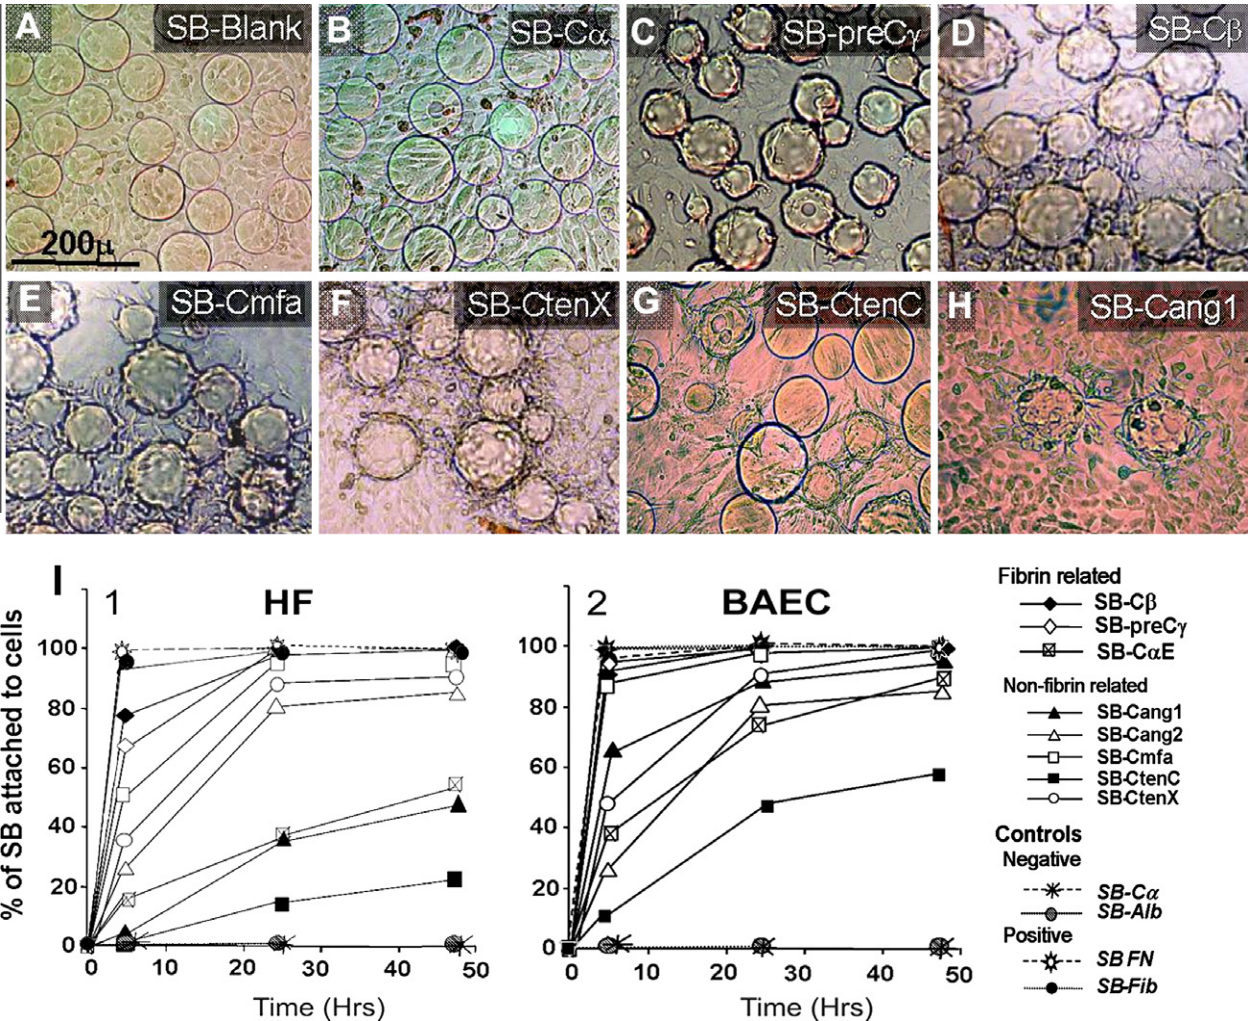 A SB-Blank
200μ
B SB-Cα
C SB-preCγ
D SB-Cβ
E SB-Cmfa
F SB-CtenX
G SB-CtenC
H SB-Cang1
I
1 HF
% of SB attached to cells
100
80
60
40
20
0
0 10 20 30 40 50
Time (Hrs)
2 BAEC
100
80
60
40
20
0
0 10 20 30 40 50
Time (Hrs)
Fibrin related
SB-Cβ
SB-preCγ
SB-CαE
Non-fibrin related
SB-Cang1
SB-Cang2
SB-Cmfa
SB-CtenC
SB-CtenX
Controls
Negative
SB-Cα
SB-Alb
Positive
SB FN
SB-Fib